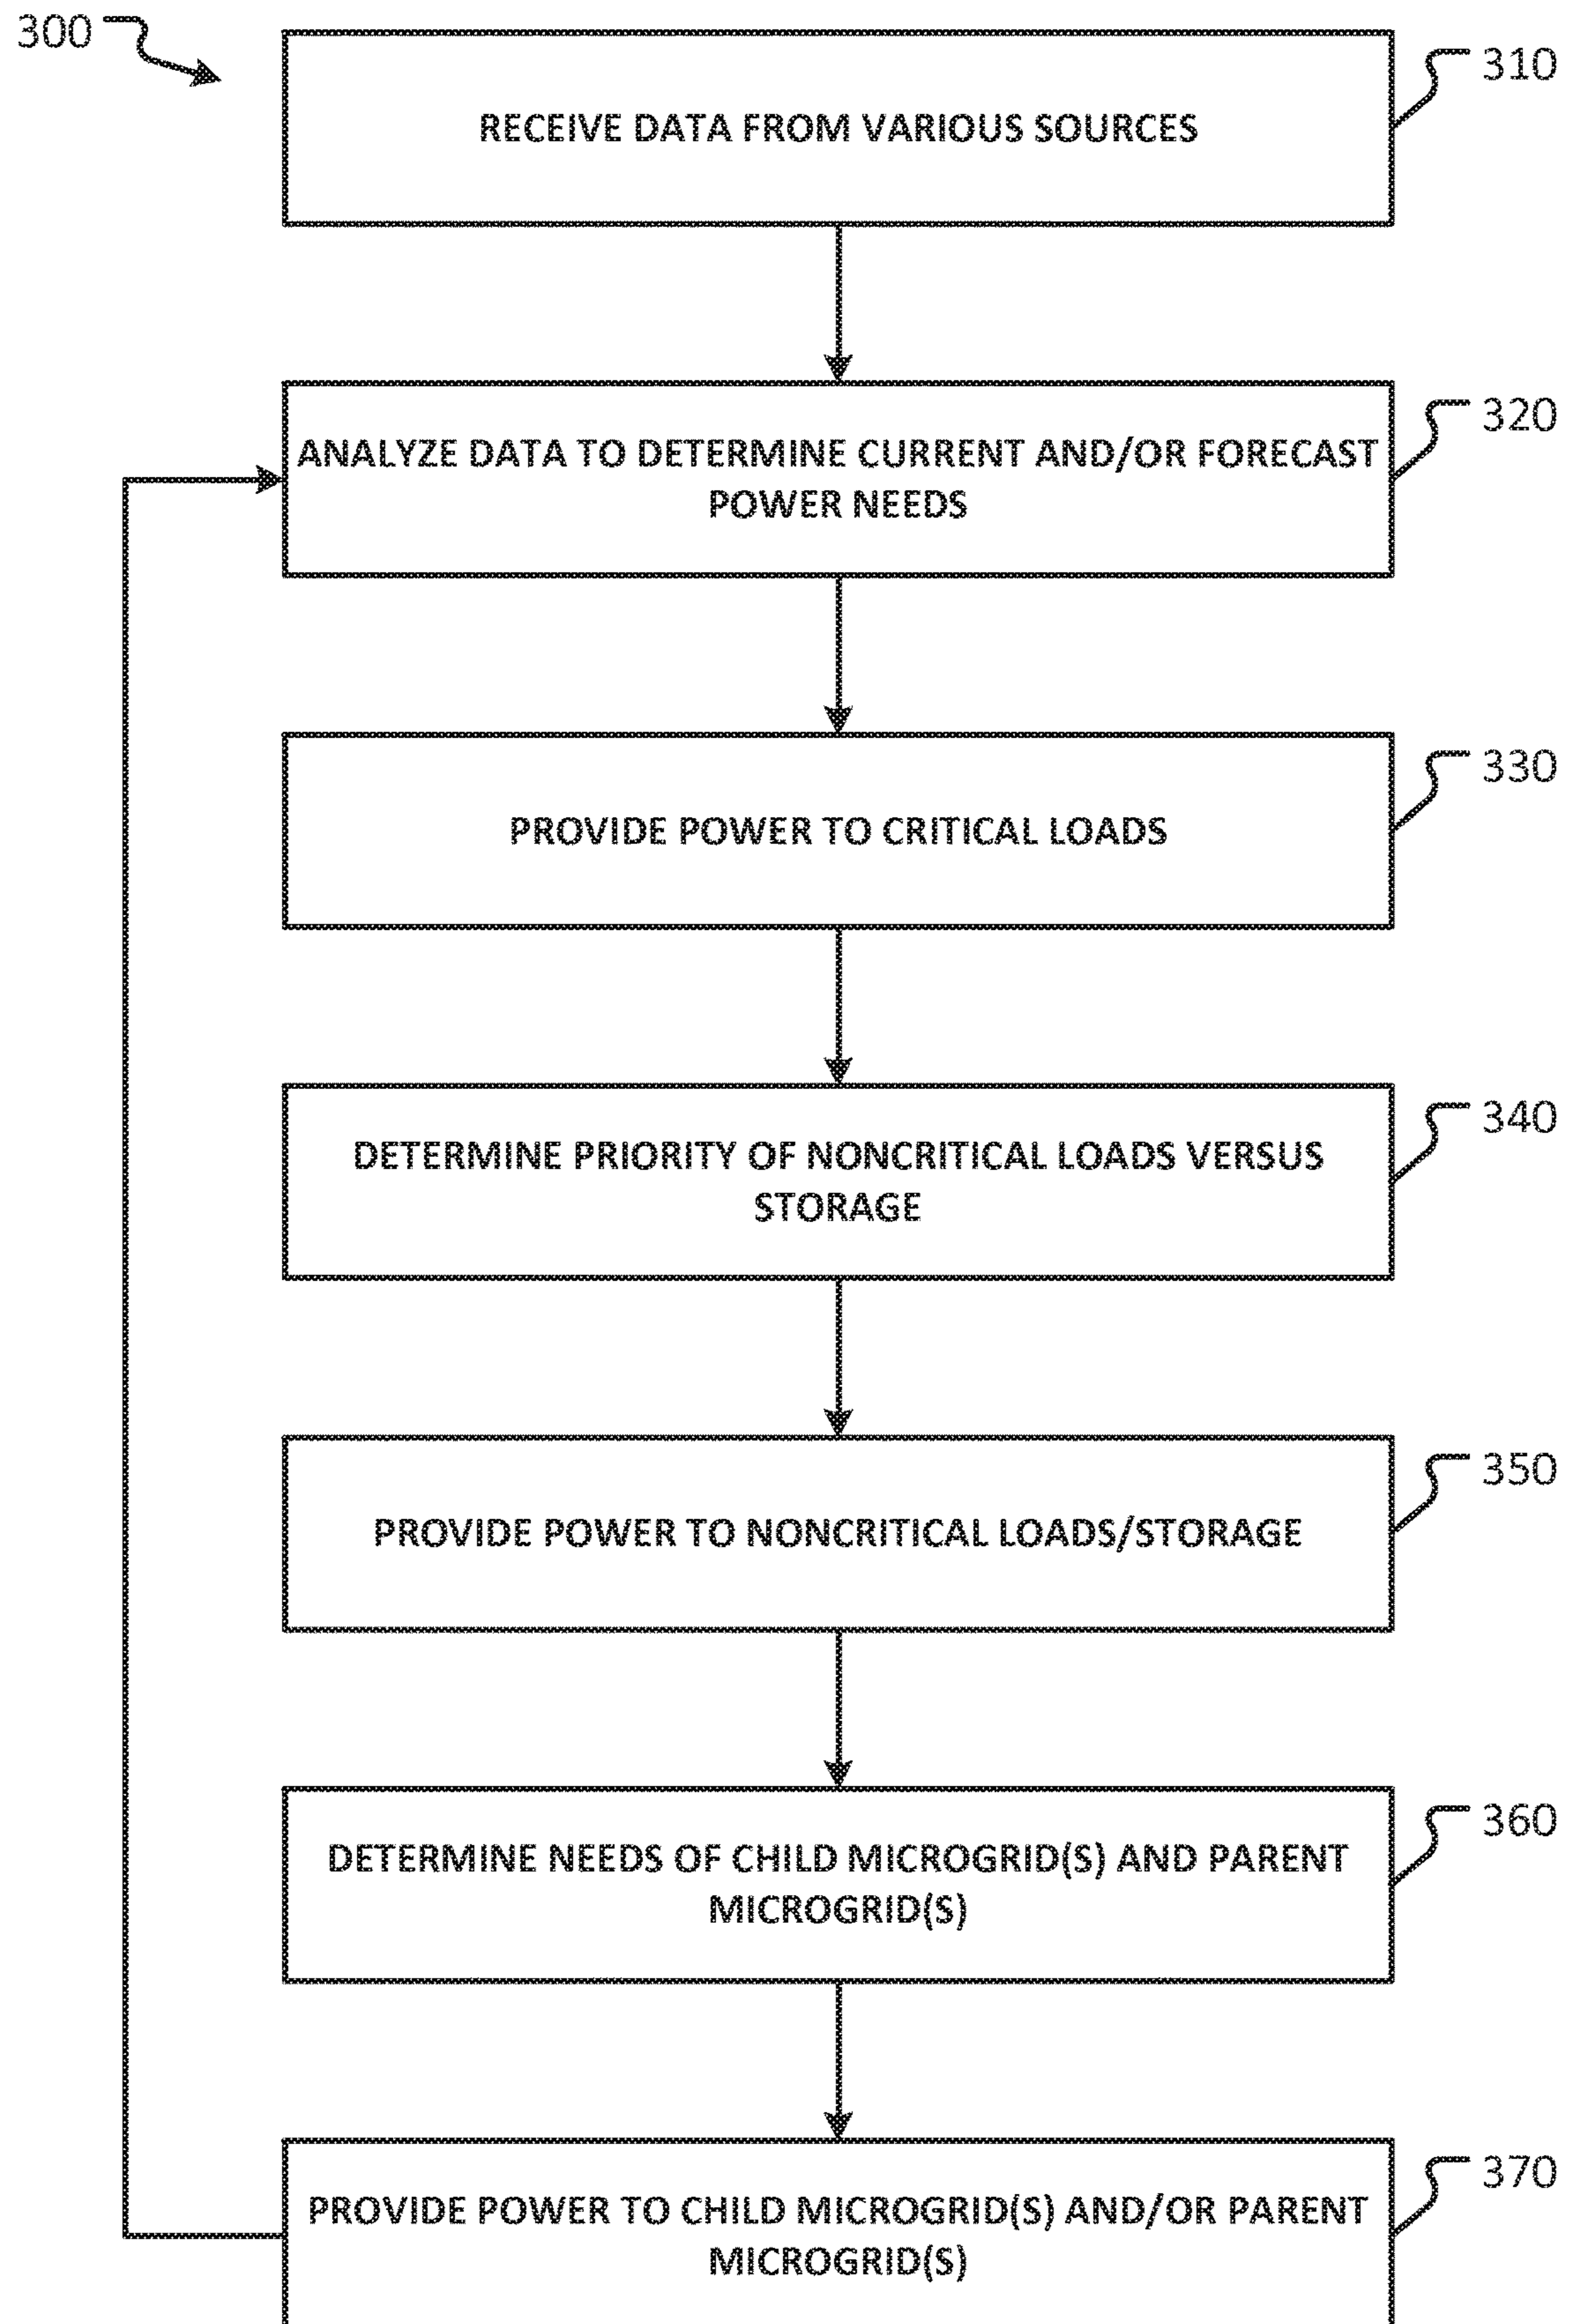 300
310
RECEIVE DATA FROM VARIOUS SOURCES
320
ANALYZE DATA TO DETERMINE CURRENT AND/OR FORECAST
POWER NEEDS
330
PROVIDE POWER TO CRITICAL LOADS
340
DETERMINE PRIORITY OF NONCRITICAL LOADS VERSUS
STORAGE
350
PROVIDE POWER TO NONCRITICAL LOADS/STORAGE
360
DETERMINE NEEDS OF CHILD MICROGRID(S) AND PARENT
MICROGRID(S)
370
PROVIDE POWER TO CHILD MICROGRID(S) AND/OR PARENT
MICROGRID(S)